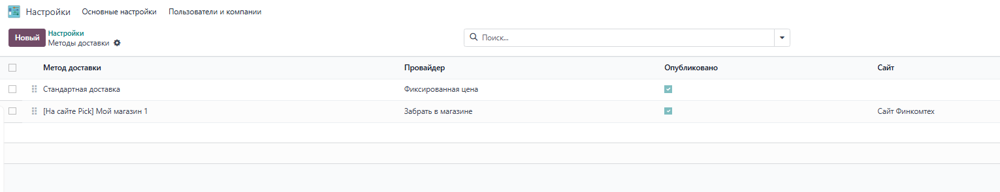 Настройки Основные настройки Пользователи и компании
Новый Настройки
Методы доставки
Поиск...
Метод доставки Провайдер Опубликовано Сайт
Стандартная доставка Фиксированная цена
[На сайте Pick] Мой магазин 1 Забрать в магазине Сайт Финкомтех